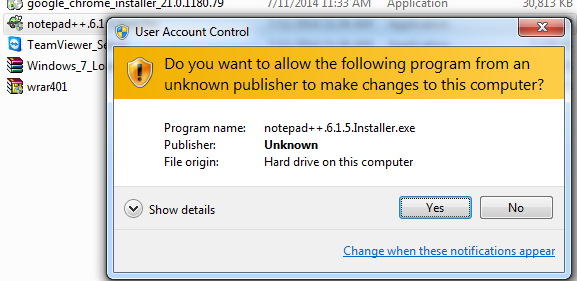 google_chrome_installer_21.0.1180.79 7/11/2014 11:33 AM Application 30,813 KB
notepad++.6.1
TeamViewer_Se
Windows_7_Lo
wrar401
User Account Control
Do you want to allow the following program from an
unknown publisher to make changes to this computer?
Program name: notepad++.6.1.5.Installer.exe
Publisher: Unknown
File origin: Hard drive on this computer
Show details
Yes
No
Change when these notifications appear